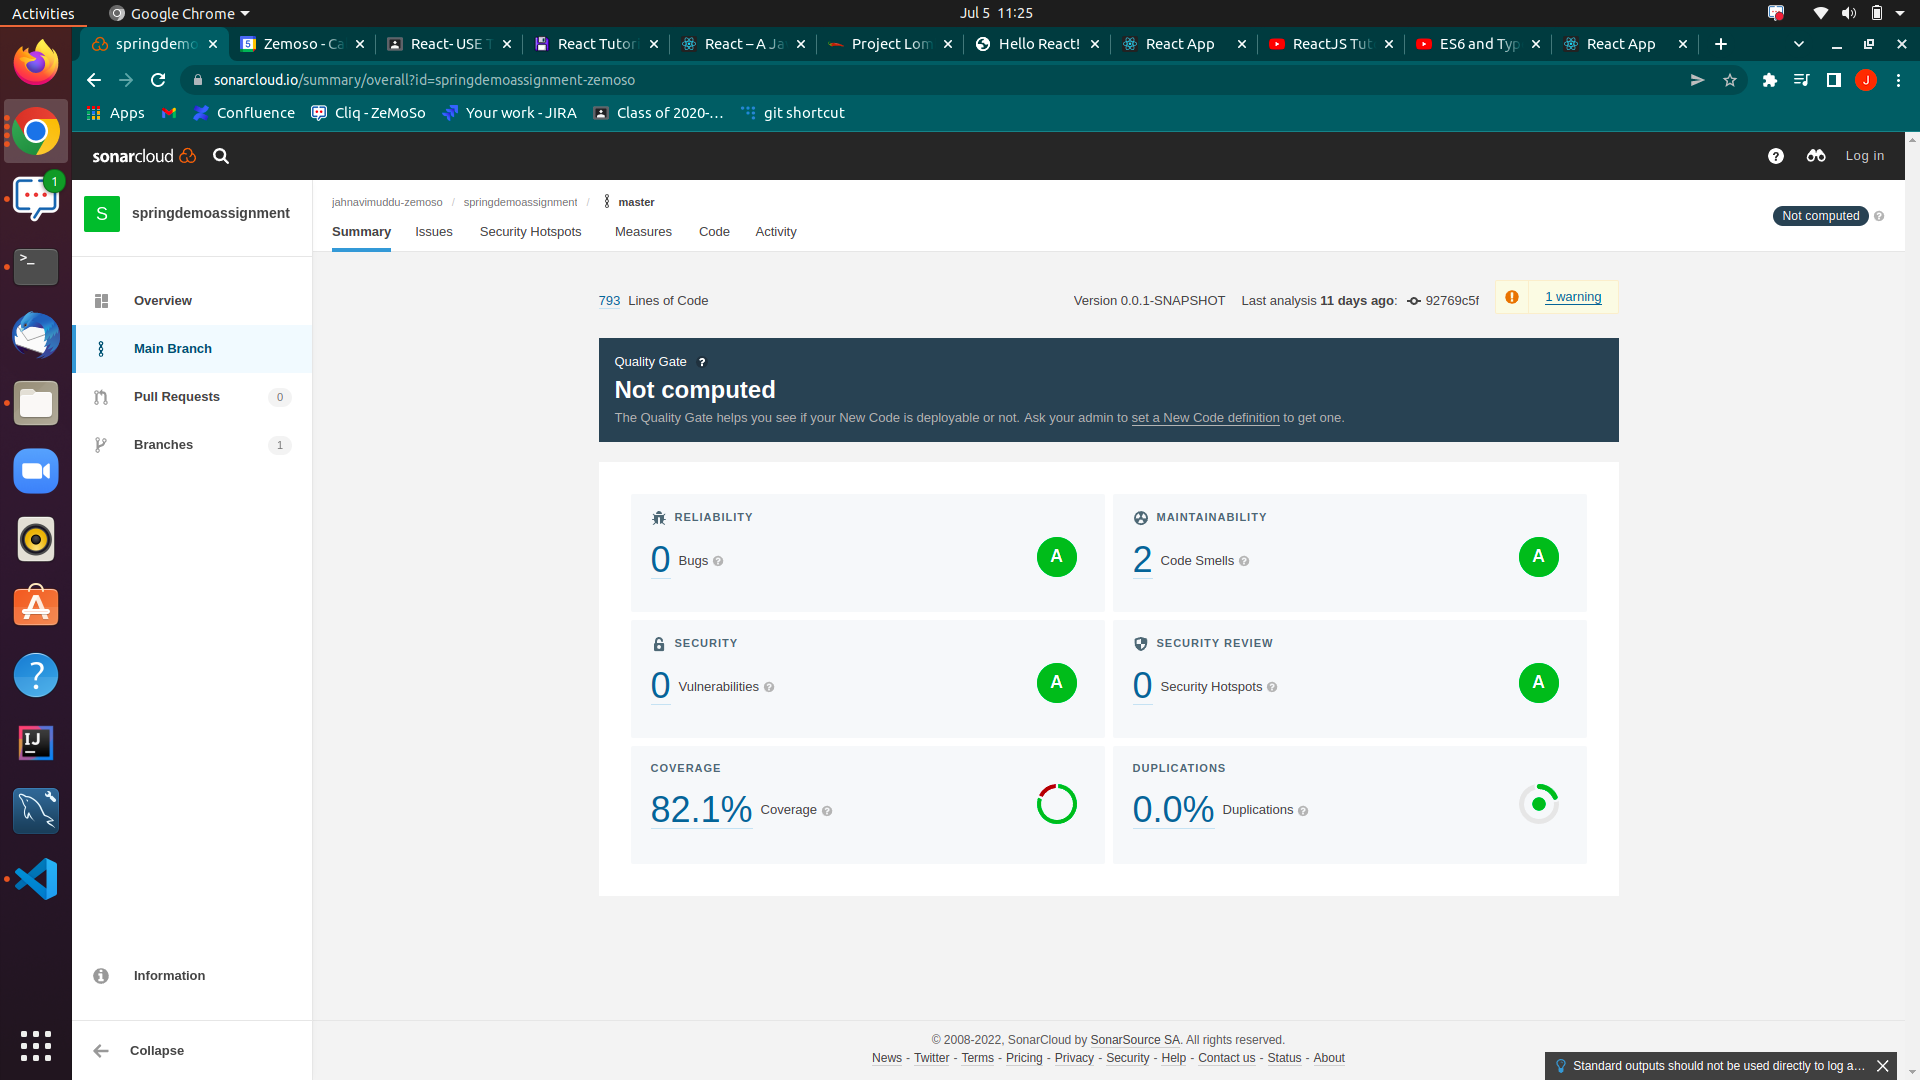 Activities
Google Chrome
Jul 5 11:25
springdemo
Zemoso - Ca
React- USE T
React Tutori
React – A Ja
Project Lom
Hello React!
React App
ReactJS Tut
ES6 and Typ
React App
sonarcloud.io/summary/overall?id=springdemoassignment-zemoso
J
Apps
Confluence
Cliq - ZeMoSo
Your work - JIRA
Class of 2020-...
git shortcut
sonarcloud
Log in
1
S
springdemoassignment
jahnavimuddu-zemoso / springdemoassignment / master
Not computed
Summary
Issues
Security Hotspots
Measures
Code
Activity
Overview
Main Branch
Pull Requests 0
Branches 1
793 Lines of Code
Version 0.0.1-SNAPSHOT
Last analysis 11 days ago: 92769c5f
1 warning
Quality Gate ?
Not computed
The Quality Gate helps you see if your New Code is deployable or not. Ask your admin to set a New Code definition to get one.
RELIABILITY
0 Bugs ?
A
MAINTAINABILITY
2 Code Smells ?
A
SECURITY
0 Vulnerabilities ?
A
SECURITY REVIEW
0 Security Hotspots ?
A
COVERAGE
82.1% Coverage ?
DUPLICATIONS
0.0% Duplications ?
Information
Collapse
© 2008-2022, SonarCloud by SonarSource SA. All rights reserved.
News - Twitter - Terms - Pricing - Privacy - Security - Help - Contact us - Status - About
Standard outputs should not be used directly to log a...